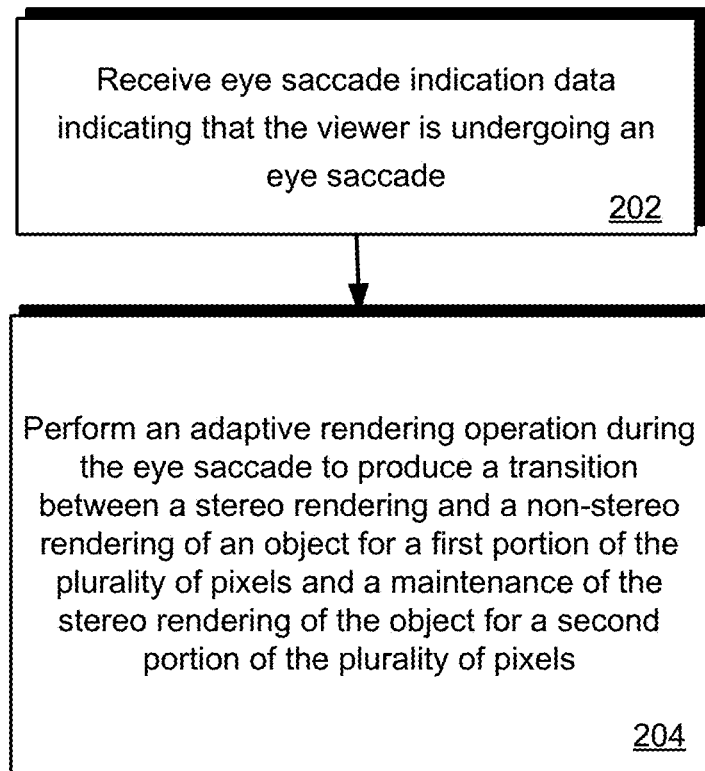 Receive eye saccade indication data
indicating that the viewer is undergoing an
eye saccade
202
Perform an adaptive rendering operation during
the eye saccade to produce a transition
between a stereo rendering and a non-stereo
rendering of an object for a first portion of the
plurality of pixels and a maintenance of the
stereo rendering of the object for a second
portion of the plurality of pixels
204